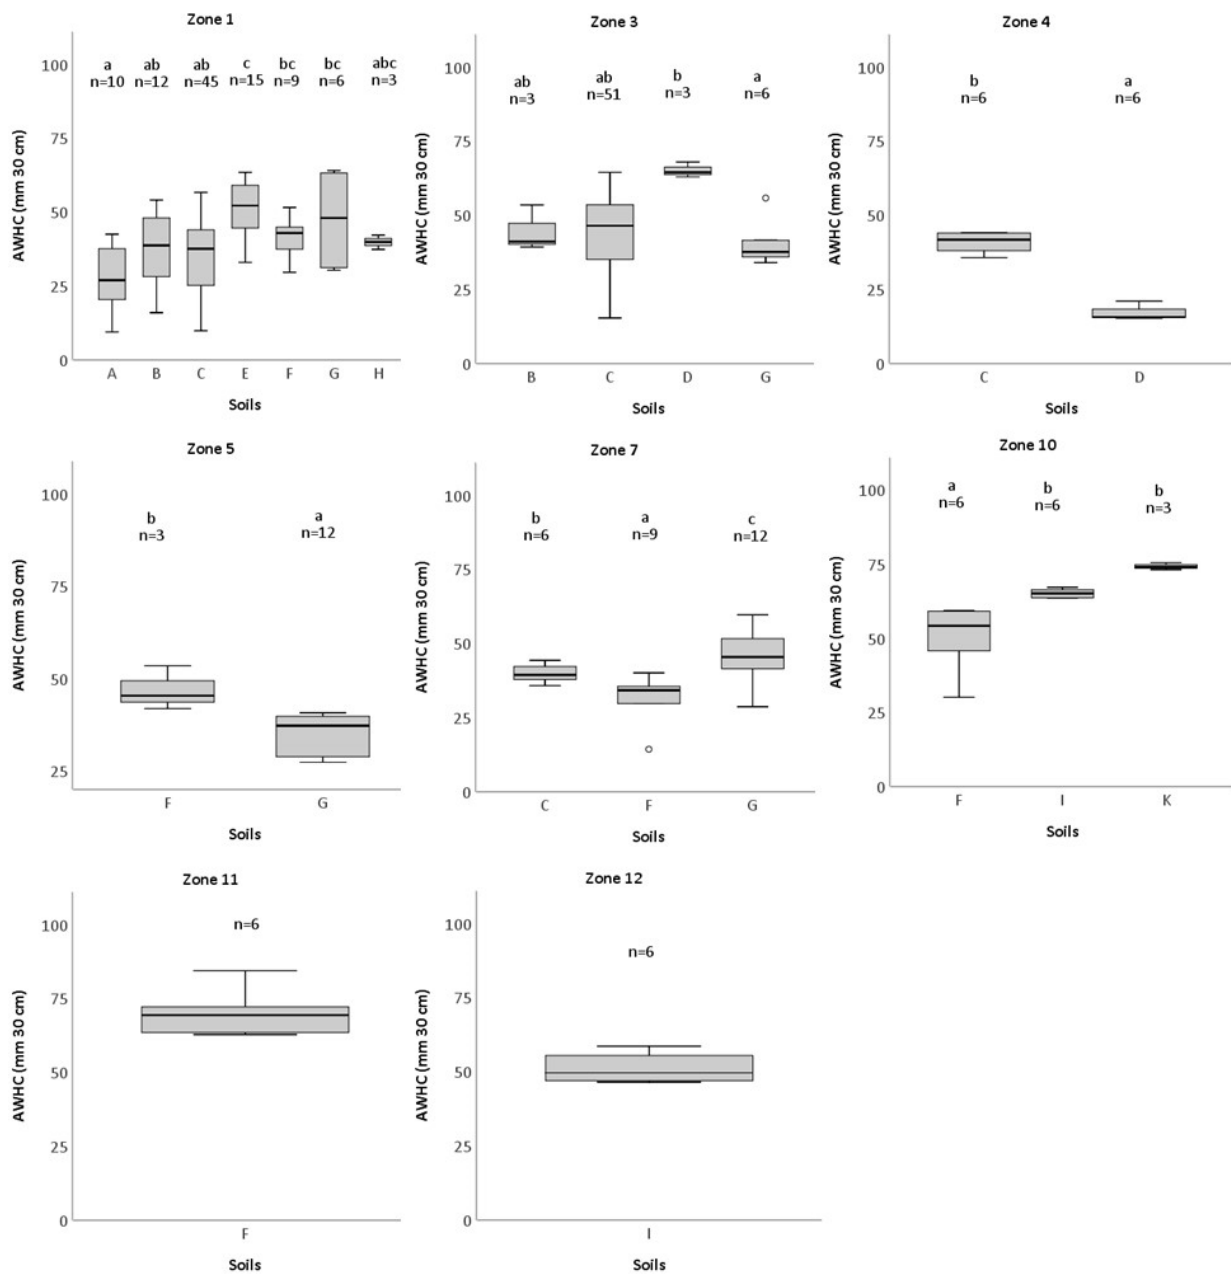 Zone 1
a ab ab c bc bc abc
n=10 n=12 n=45 n=15 n=9 n=6 n=3
100
75
50
25
0
AWHC (mm 30 cm)
A B C E F G H
Soils
Zone 3
ab ab b a
n=3 n=51 n=3 n=6
100
75
50
25
0
AWHC (mm 30 cm)
B C D G
Soils
Zone 4
b a
n=6 n=6
100
75
50
25
0
AWHC (mm 30 cm)
C D
Soils
Zone 5
b a
n=3 n=12
100
75
50
25
AWHC (mm 30 cm)
F G
Soils
Zone 7
b a c
n=6 n=9 n=12
100
75
50
25
0
AWHC (mm 30 cm)
C F G
Soils
Zone 10
a b b
n=6 n=6 n=3
100
75
50
25
0
AWHC (mm 30 cm)
F I K
Soils
Zone 11
n=6
100
75
50
25
0
AWHC (mm 30 cm)
F
Soils
Zone 12
n=6
100
75
50
25
0
AWHC (mm 30 cm)
I
Soils